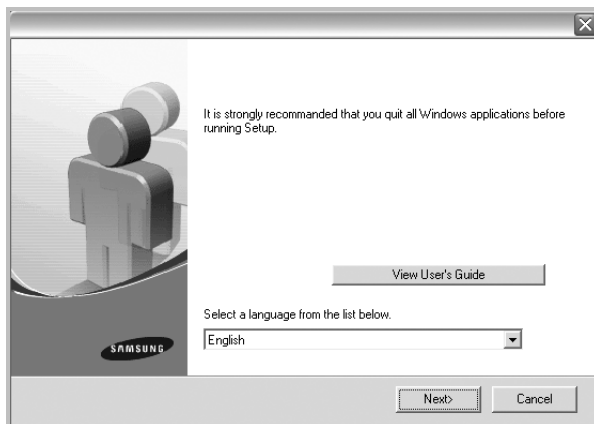 It is strongly recommanded that you quit all Windows applications before
running Setup.
View User's Guide
Select a language from the list below.
English
SAMSUNG
Next>
Cancel